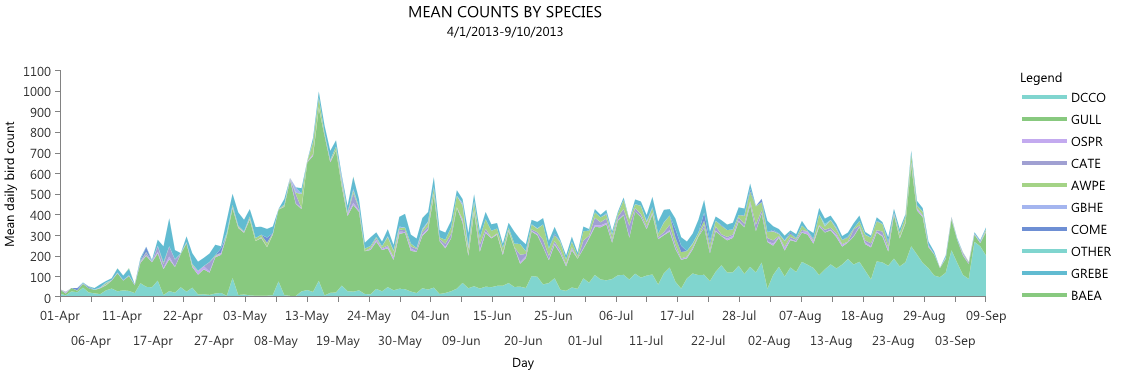 MEAN COUNTS BY SPECIES
4/1/2013-9/10/2013
Mean daily bird count
1100
1000
900
800
700
600
500
400
300
200
100
0
01-Apr 11-Apr 22-Apr 03-May 13-May 24-May 04-Jun 15-Jun 25-Jun 06-Jul 17-Jul 28-Jul 07-Aug 18-Aug 29-Aug 09-Sep
06-Apr 17-Apr 27-Apr 08-May 19-May 30-May 09-Jun 20-Jun 01-Jul 11-Jul 22-Jul 02-Aug 13-Aug 23-Aug 03-Sep
Day
Legend
DCCO
GULL
OSPR
CATE
AWPE
GBHE
COME
OTHER
GREBE
BAEA